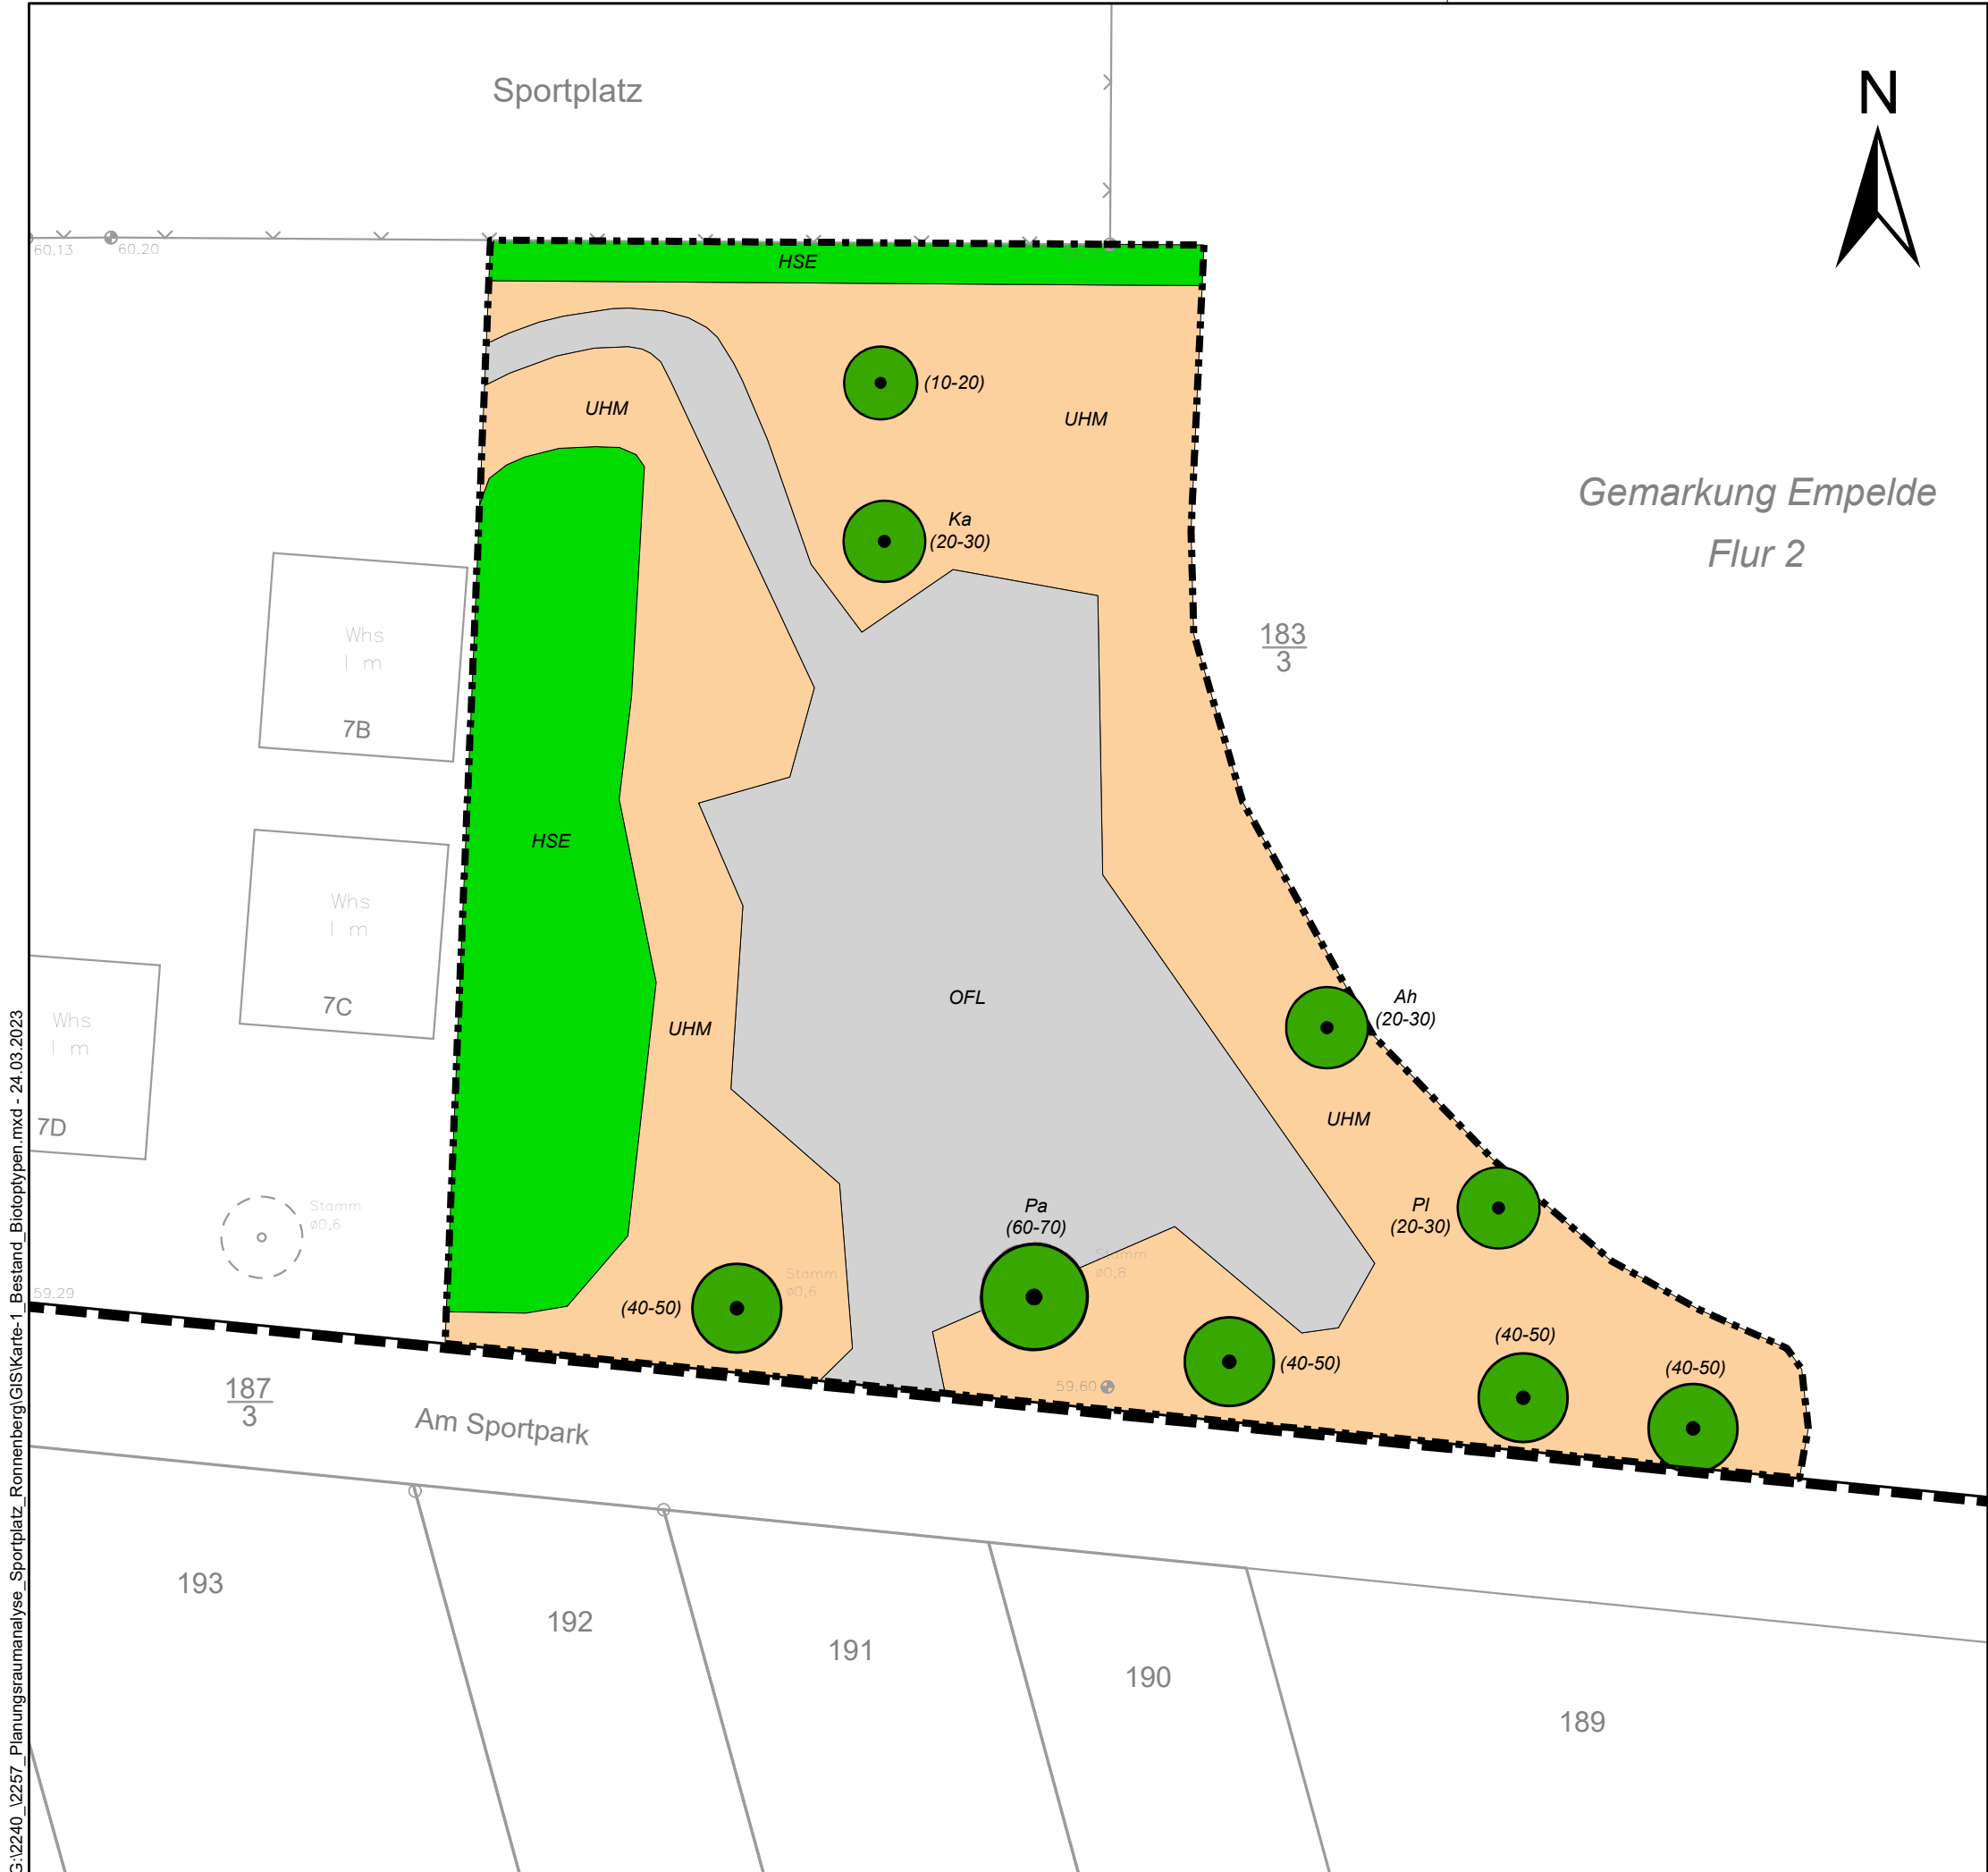 Sportplatz
N
60.13
60.20
HSE
(10-20)
UHM
UHM
Gemarkung Empelde
Flur 2
Ka
(20-30)
183
3
Whs
I m
7B
HSE
Whs
I m
7C
OFL
Ah
(20-30)
UHM
Whs
I m
7D
UHM
Stamm
ø0,6
Pa
(60-70)
Pl
(20-30)
Stamm
ø0,8
Stamm
ø0,6
59.29
(40-50)
(40-50)
(40-50)
(40-50)
59.60
187
3
Am Sportpark
193
192
191
190
189
G:\2240_\2257_Planungsraumanalyse_Sportplatz_Ronnenberg\GIS\Karte-1_Bestand_Biotoptypen.mxd - 24.03.2023